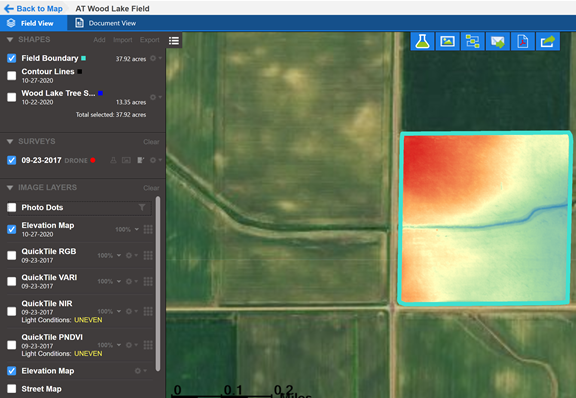 Back to Map
AT Wood Lake Field
Field View
Document View
SHAPES
Add
Import
Export
Field Boundary
37.92 acres
Contour Lines
10-27-2020
Wood Lake Tree S...
10-22-2020
13.35 acres
Total selected: 37.92 acres
SURVEYS
Clear
09-23-2017
DRONE
IMAGE LAYERS
Clear
Photo Dots
Elevation Map
10-27-2020
100%
QuickTile RGB
09-23-2017
100%
QuickTile VARI
09-23-2017
100%
QuickTile NIR
09-23-2017
100%
Light Conditions: UNEVEN
QuickTile PNDVI
09-23-2017
100%
Light Conditions: UNEVEN
Elevation Map
Street Map
0 0.1 0.2
Miles